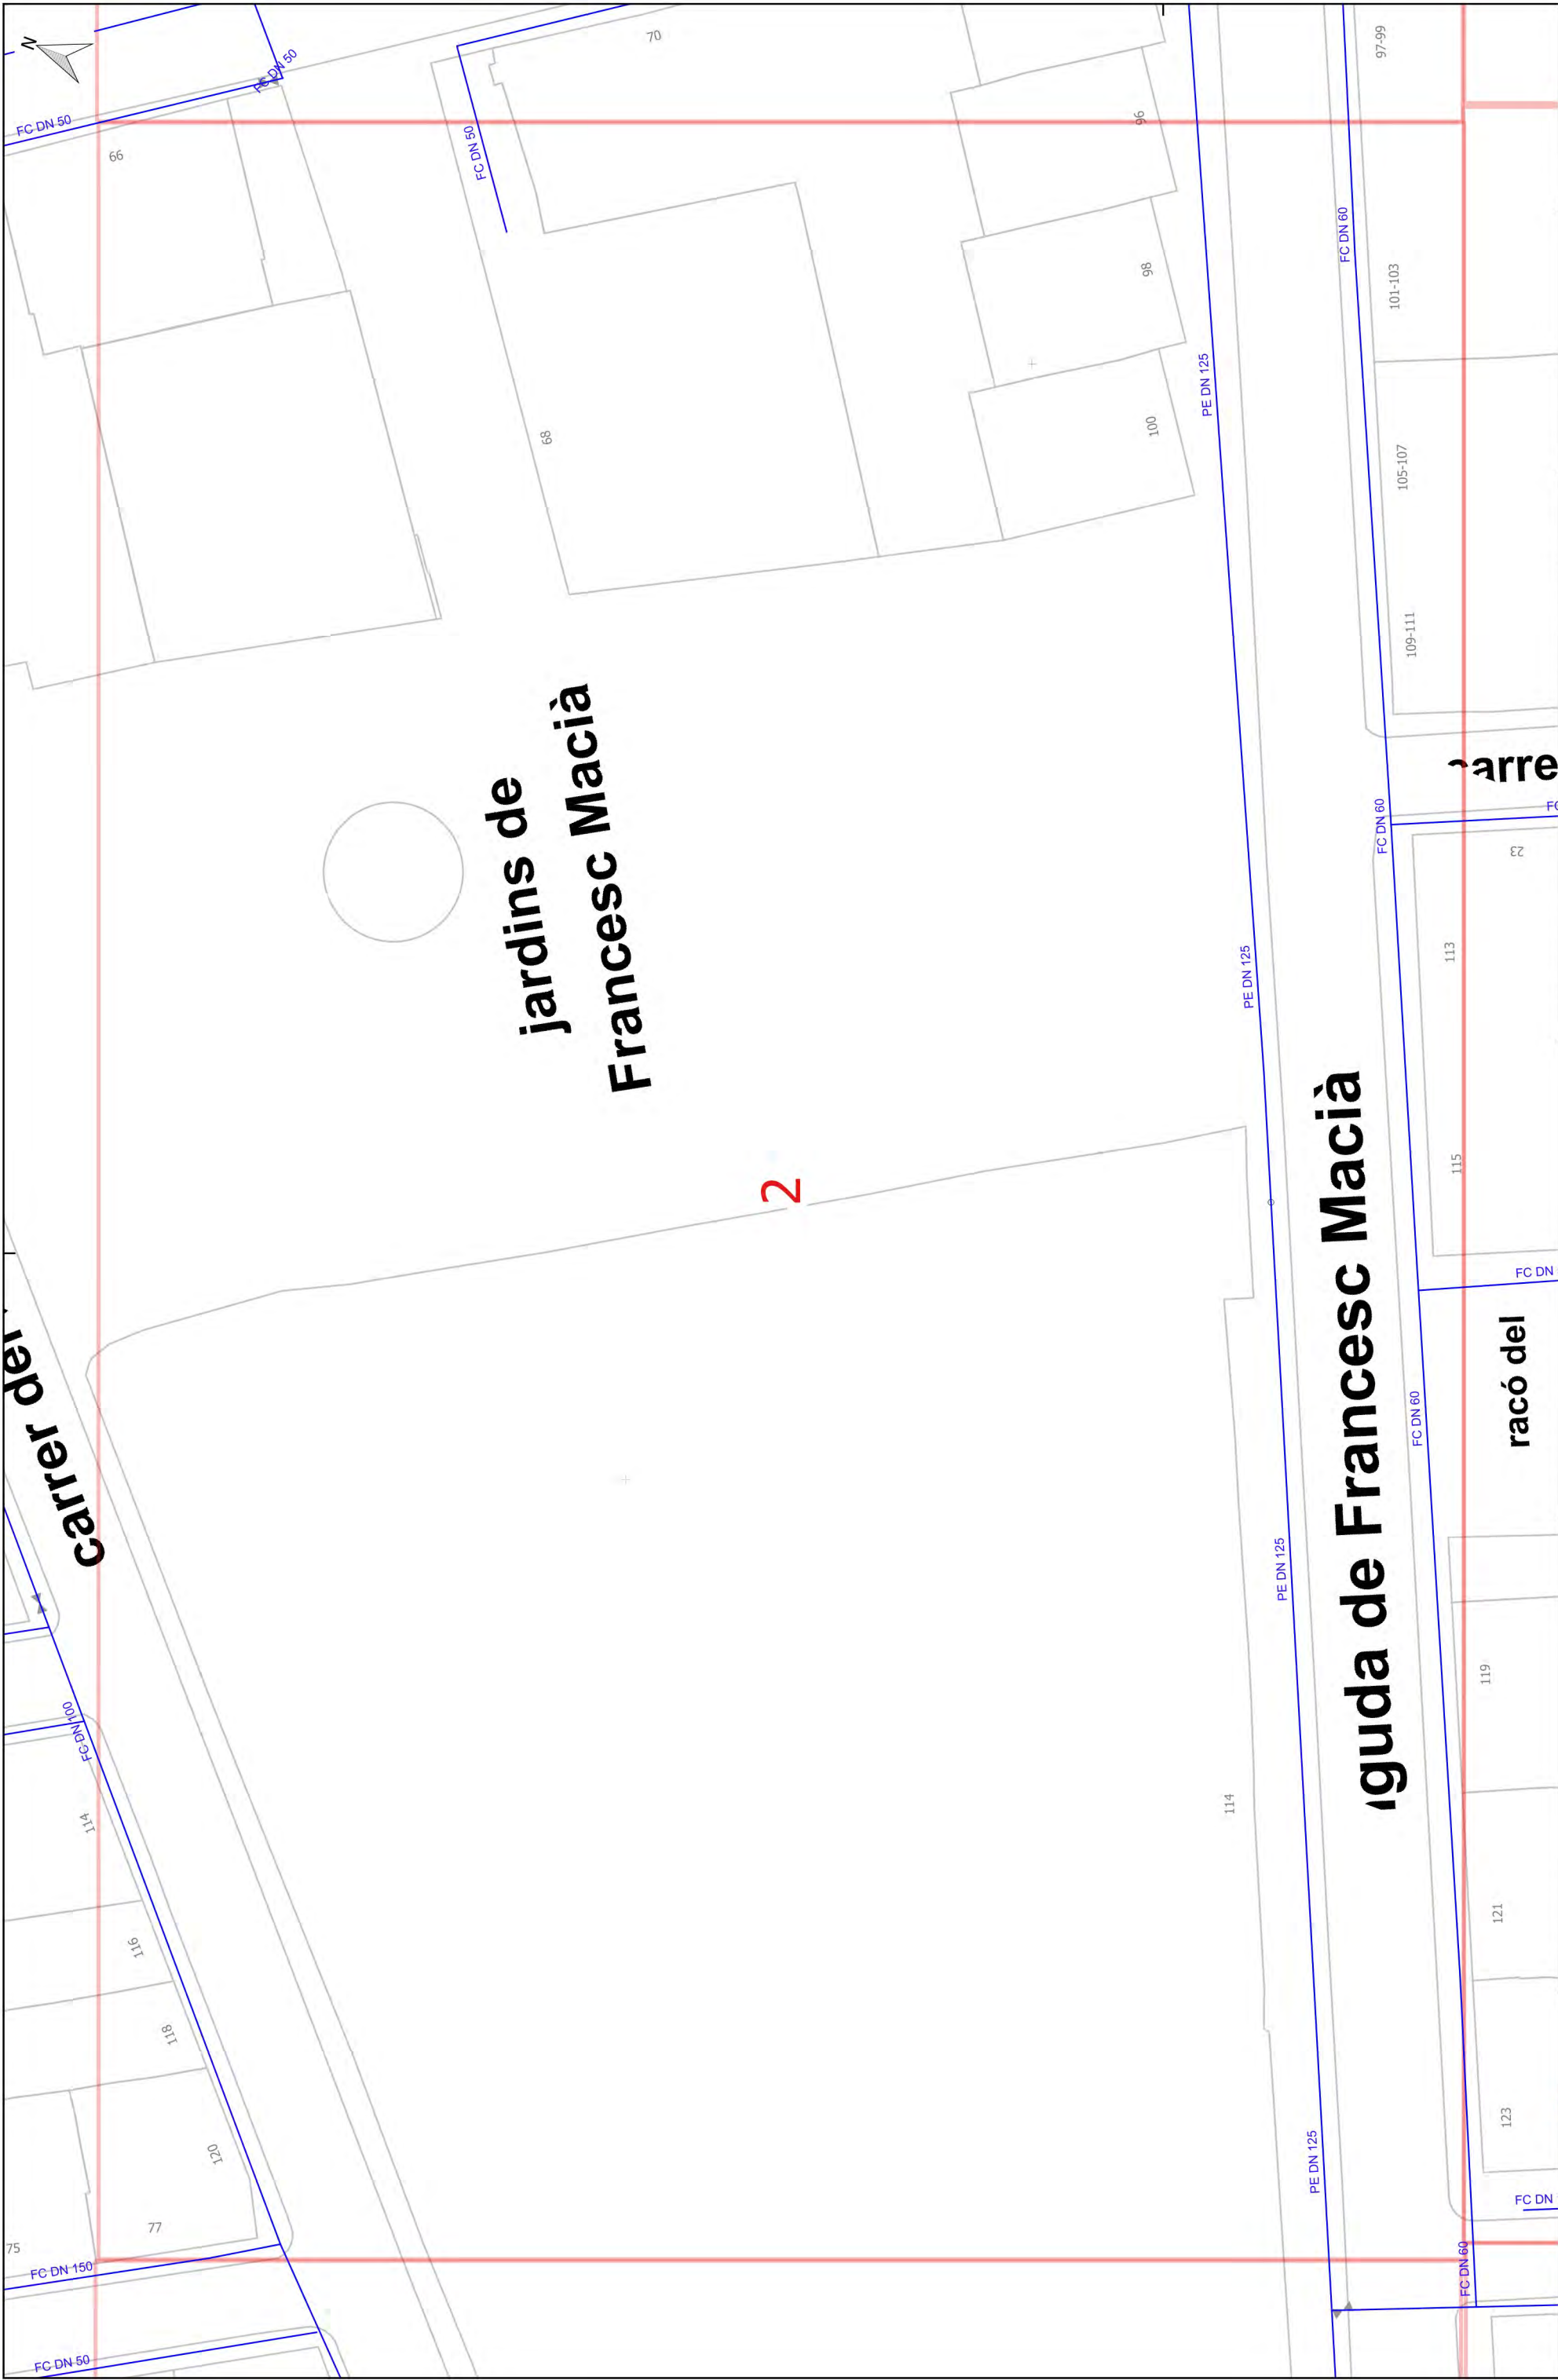 N
FC DN 50
FC DN 50
66
FC DN 50
70
68
96
98
100
97-99
101-103
105-107
109-111
FC DN 60
PE DN 125
jardins de
Francesc Macià
FC DN 60
FC
23
113
115
PE DN 125
2
FC DN
racó del
FC DN 60
iguda de Francesc Macià
PE DN 125
carrer del
FC DN 100
114
116
118
120
77
75
FC DN 150
FC DN 50
114
119
121
123
PE DN 125
FC DN
FC DN 60